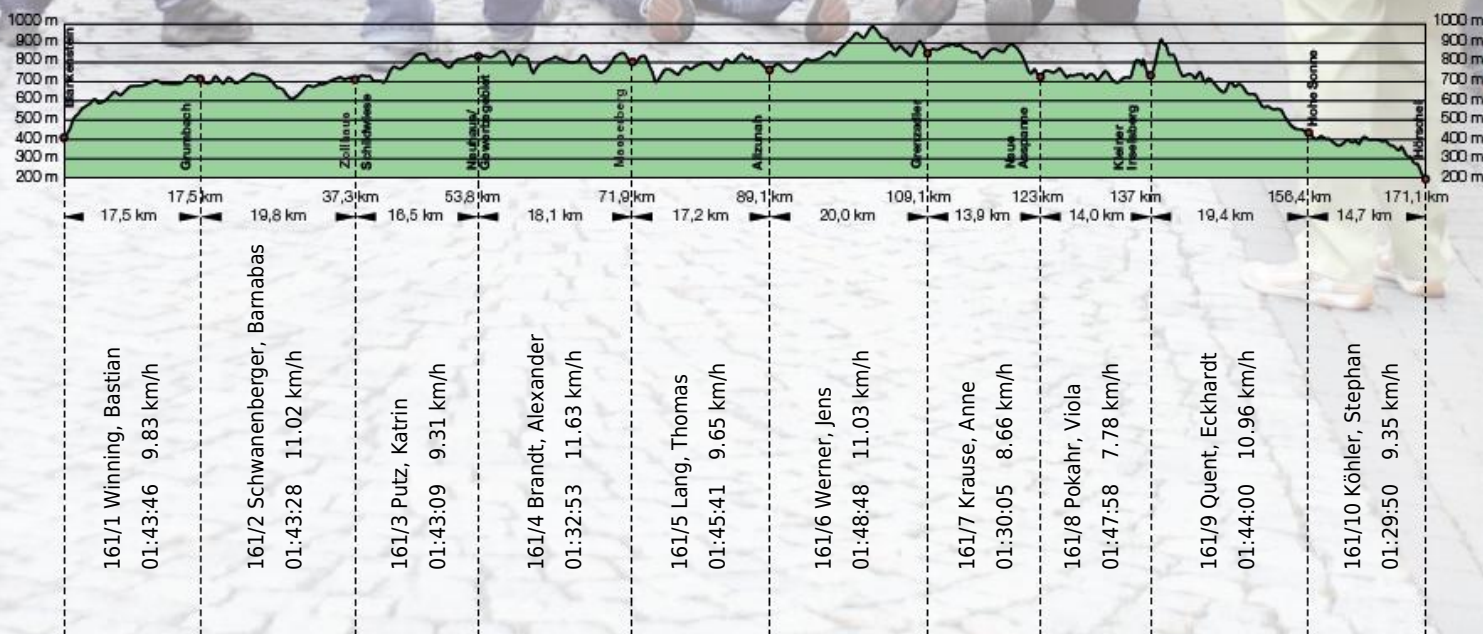 1000 m
900 m
800 m
700 m
600 m
500 m
400 m
300 m
200 m
1000 m
900 m
800 m
700 m
600 m
500 m
400 m
300 m
200 m
Blankenstein
Grumbach
Zollhaus
Schildwiese
Neuhaus/
Gewerbegebiet
Masserberg
Allzunah
Grenzadler
Neue
Ausspanne
Kleiner
Inselsberg
Hohe Sonne
Hörschel
17,5 km
37,3 km
53,8 km
71,9 km
89,1 km
109,1 km
123 km
137 km
156,4 km
171,1 km
17,5 km
19,8 km
16,5 km
18,1 km
17,2 km
20,0 km
13,9 km
14,0 km
19,4 km
14,7 km
161/1 Winning, Bastian
01:43:46 9.83 km/h
161/2 Schwanenberger, Barnabas
01:43:28 11.02 km/h
161/3 Putz, Katrin
01:43:09 9.31 km/h
161/4 Brandt, Alexander
01:32:53 11.63 km/h
161/5 Lang, Thomas
01:45:41 9.65 km/h
161/6 Werner, Jens
01:48:48 11.03 km/h
161/7 Krause, Anne
01:30:05 8.66 km/h
161/8 Pokahr, Viola
01:47:58 7.78 km/h
161/9 Quent, Eckhardt
01:44:00 10.96 km/h
161/10 Köhler, Stephan
01:29:50 9.35 km/h